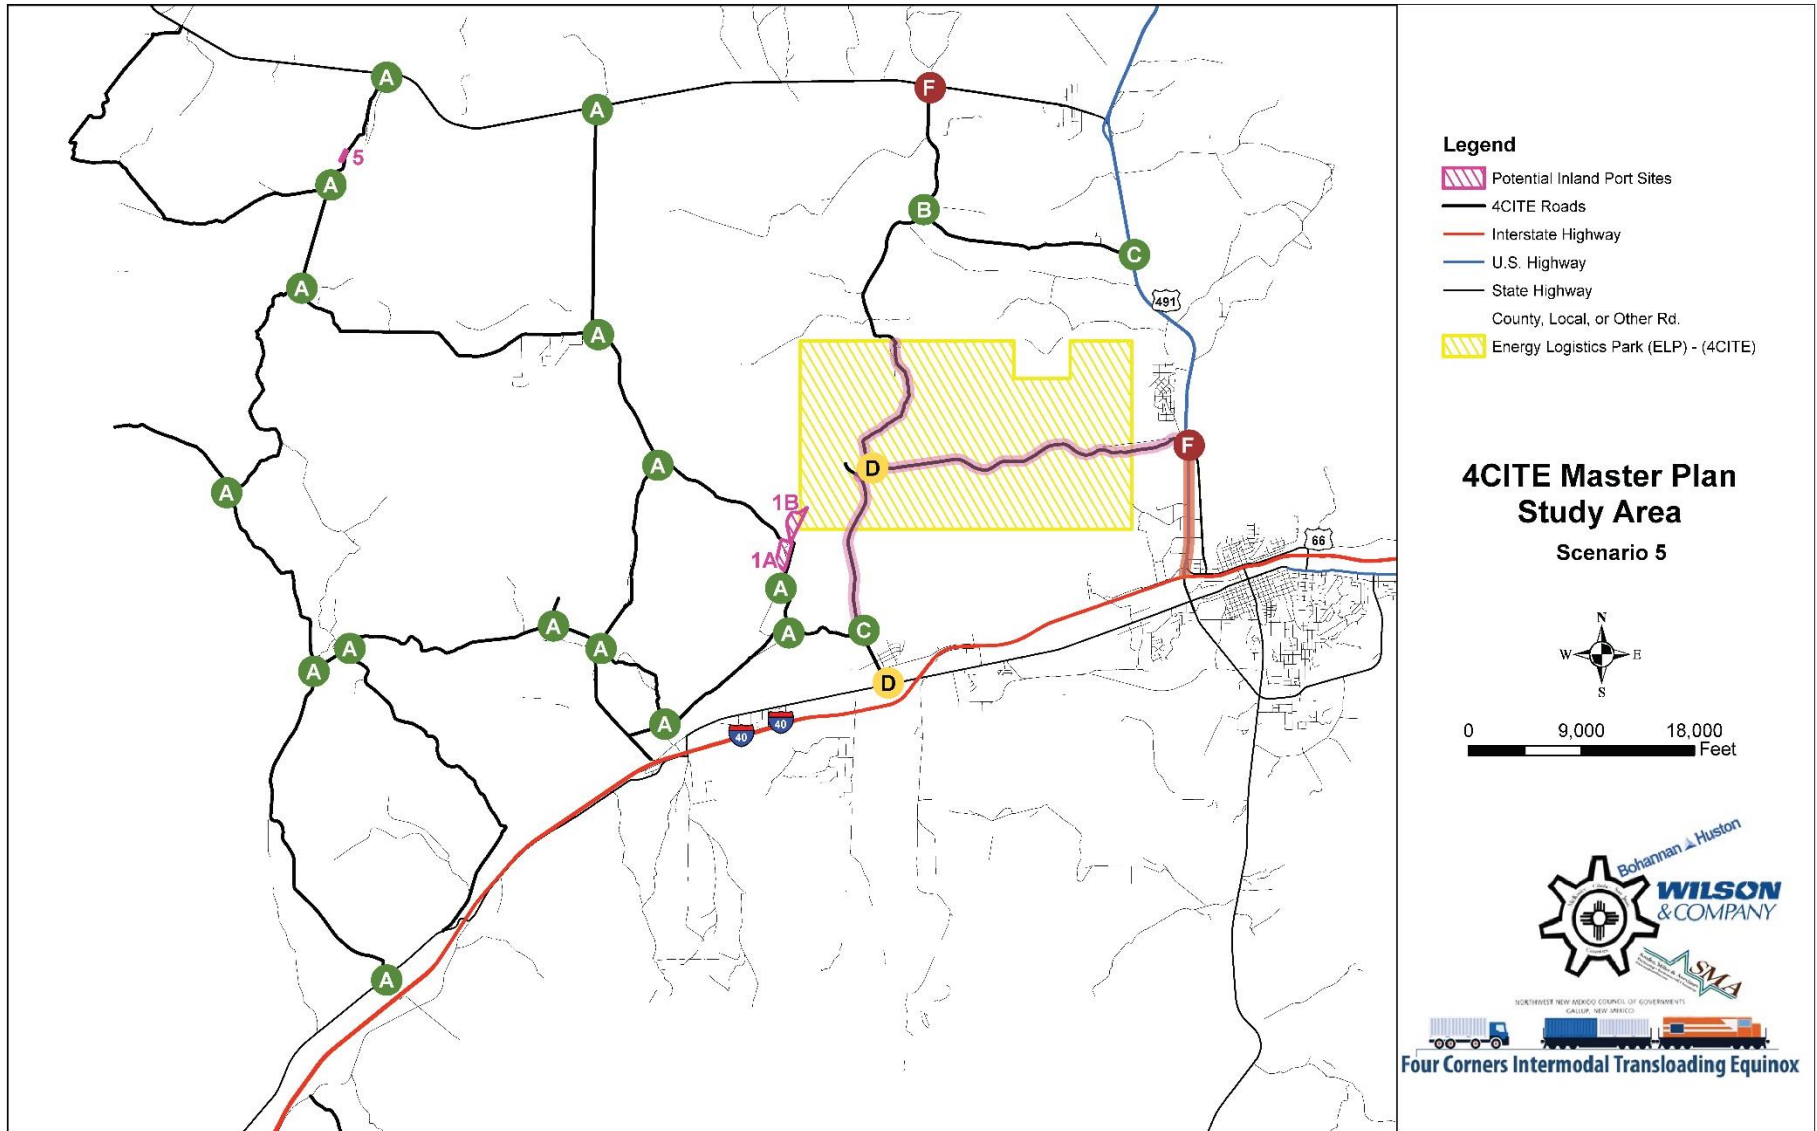 A
A
F
5
A
B
C
A
491
A
F
A
D
A
1B
66
1A
A
A
A
C
A
A
A
D
A
40
40
A
Legend
Potential Inland Port Sites
4CITE Roads
Interstate Highway
U.S. Highway
State Highway
County, Local, or Other Rd.
Energy Logistics Park (ELP) - (4CITE)
4CITE Master Plan
Study Area
Scenario 5
N
W E
S
0 9,000 18,000
Feet
Bohannan Huston
WILSON
&COMPANY
SMA
NORTHWEST NEW MEXICO COUNCIL OF GOVERNMENTS
GALLUP, NEW MEXICO
Four Corners Intermodal Transloading Equinox